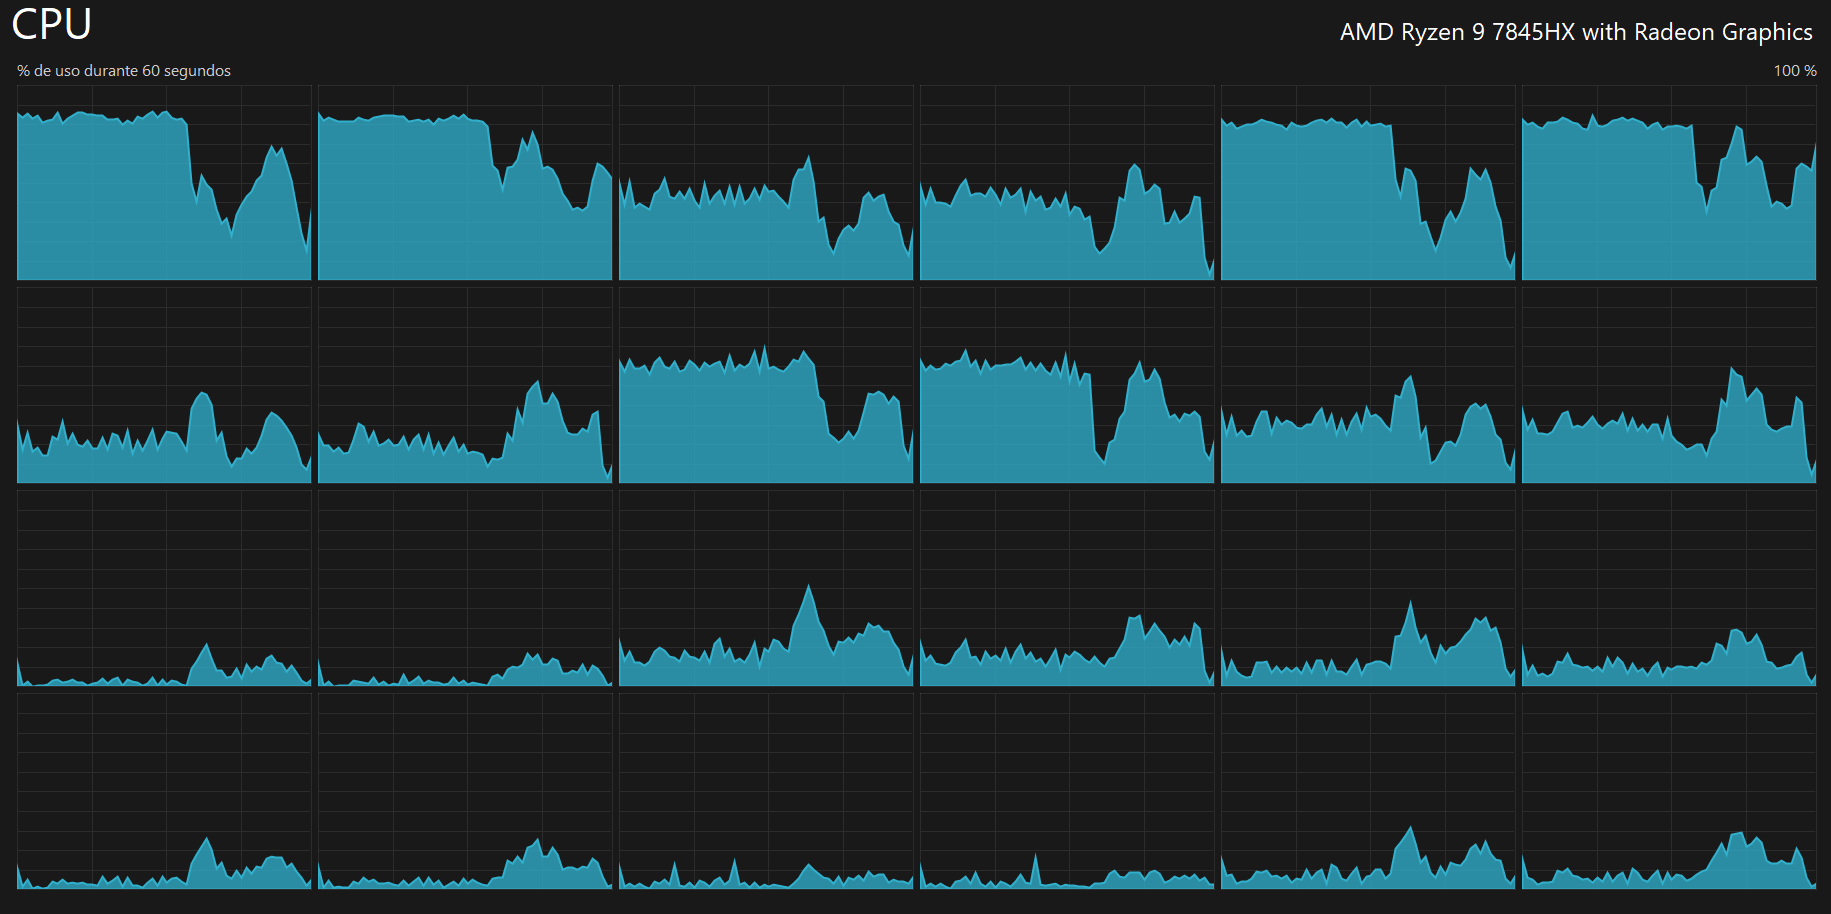 CPU
AMD Ryzen 9 7845HX with Radeon Graphics
% de uso durante 60 segundos
100 %